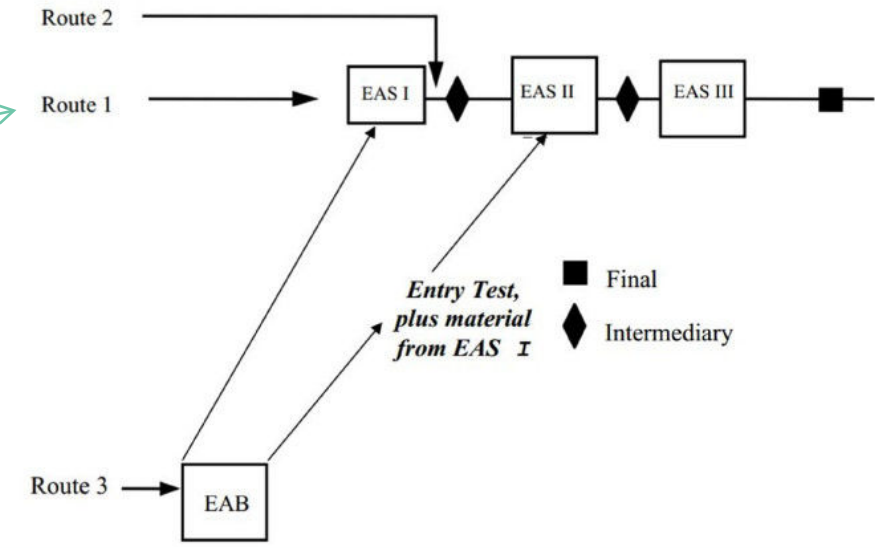 Route 2
Route 1
EAS I
EAS II
EAS III
Entry Test,
plus material
from EAS I
Final
Intermediary
Route 3
EAB